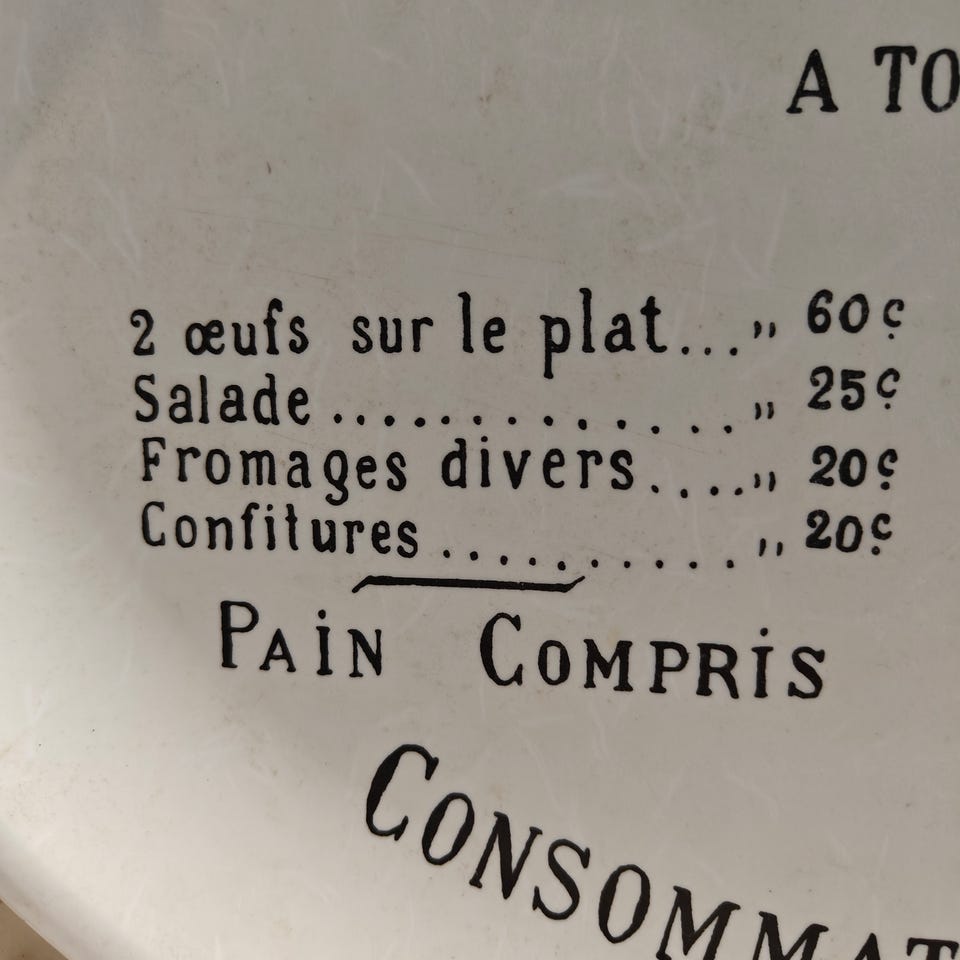 A TO
2 œufs sur le plat...,, 60c
Salade..............,, 25c
Fromages divers.....,, 20c
Confitures...........,, 20c
PAiN COMPRiS
CONSOMMAT